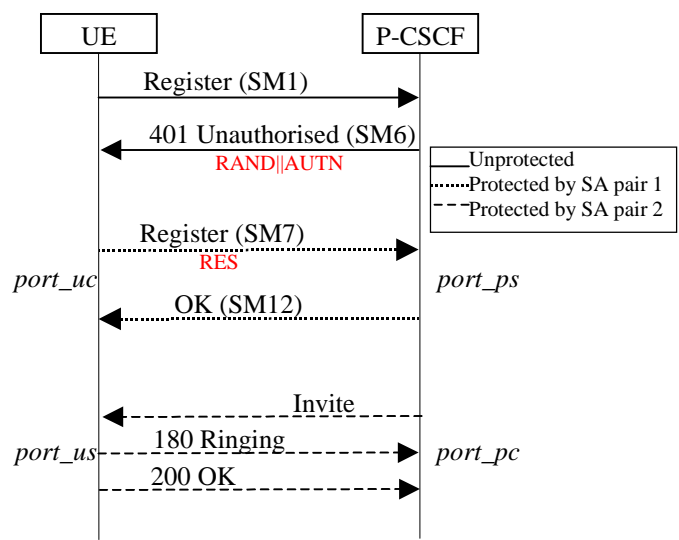 UE
P-CSCF
Register (SM1)
401 Unauthorised (SM6)
RAND||AUTN
Unprotected
Protected by SA pair 1
Protected by SA pair 2
Register (SM7)
RES
port_uc
port_ps
OK (SM12)
Invite
port_us
180 Ringing
port_pc
200 OK